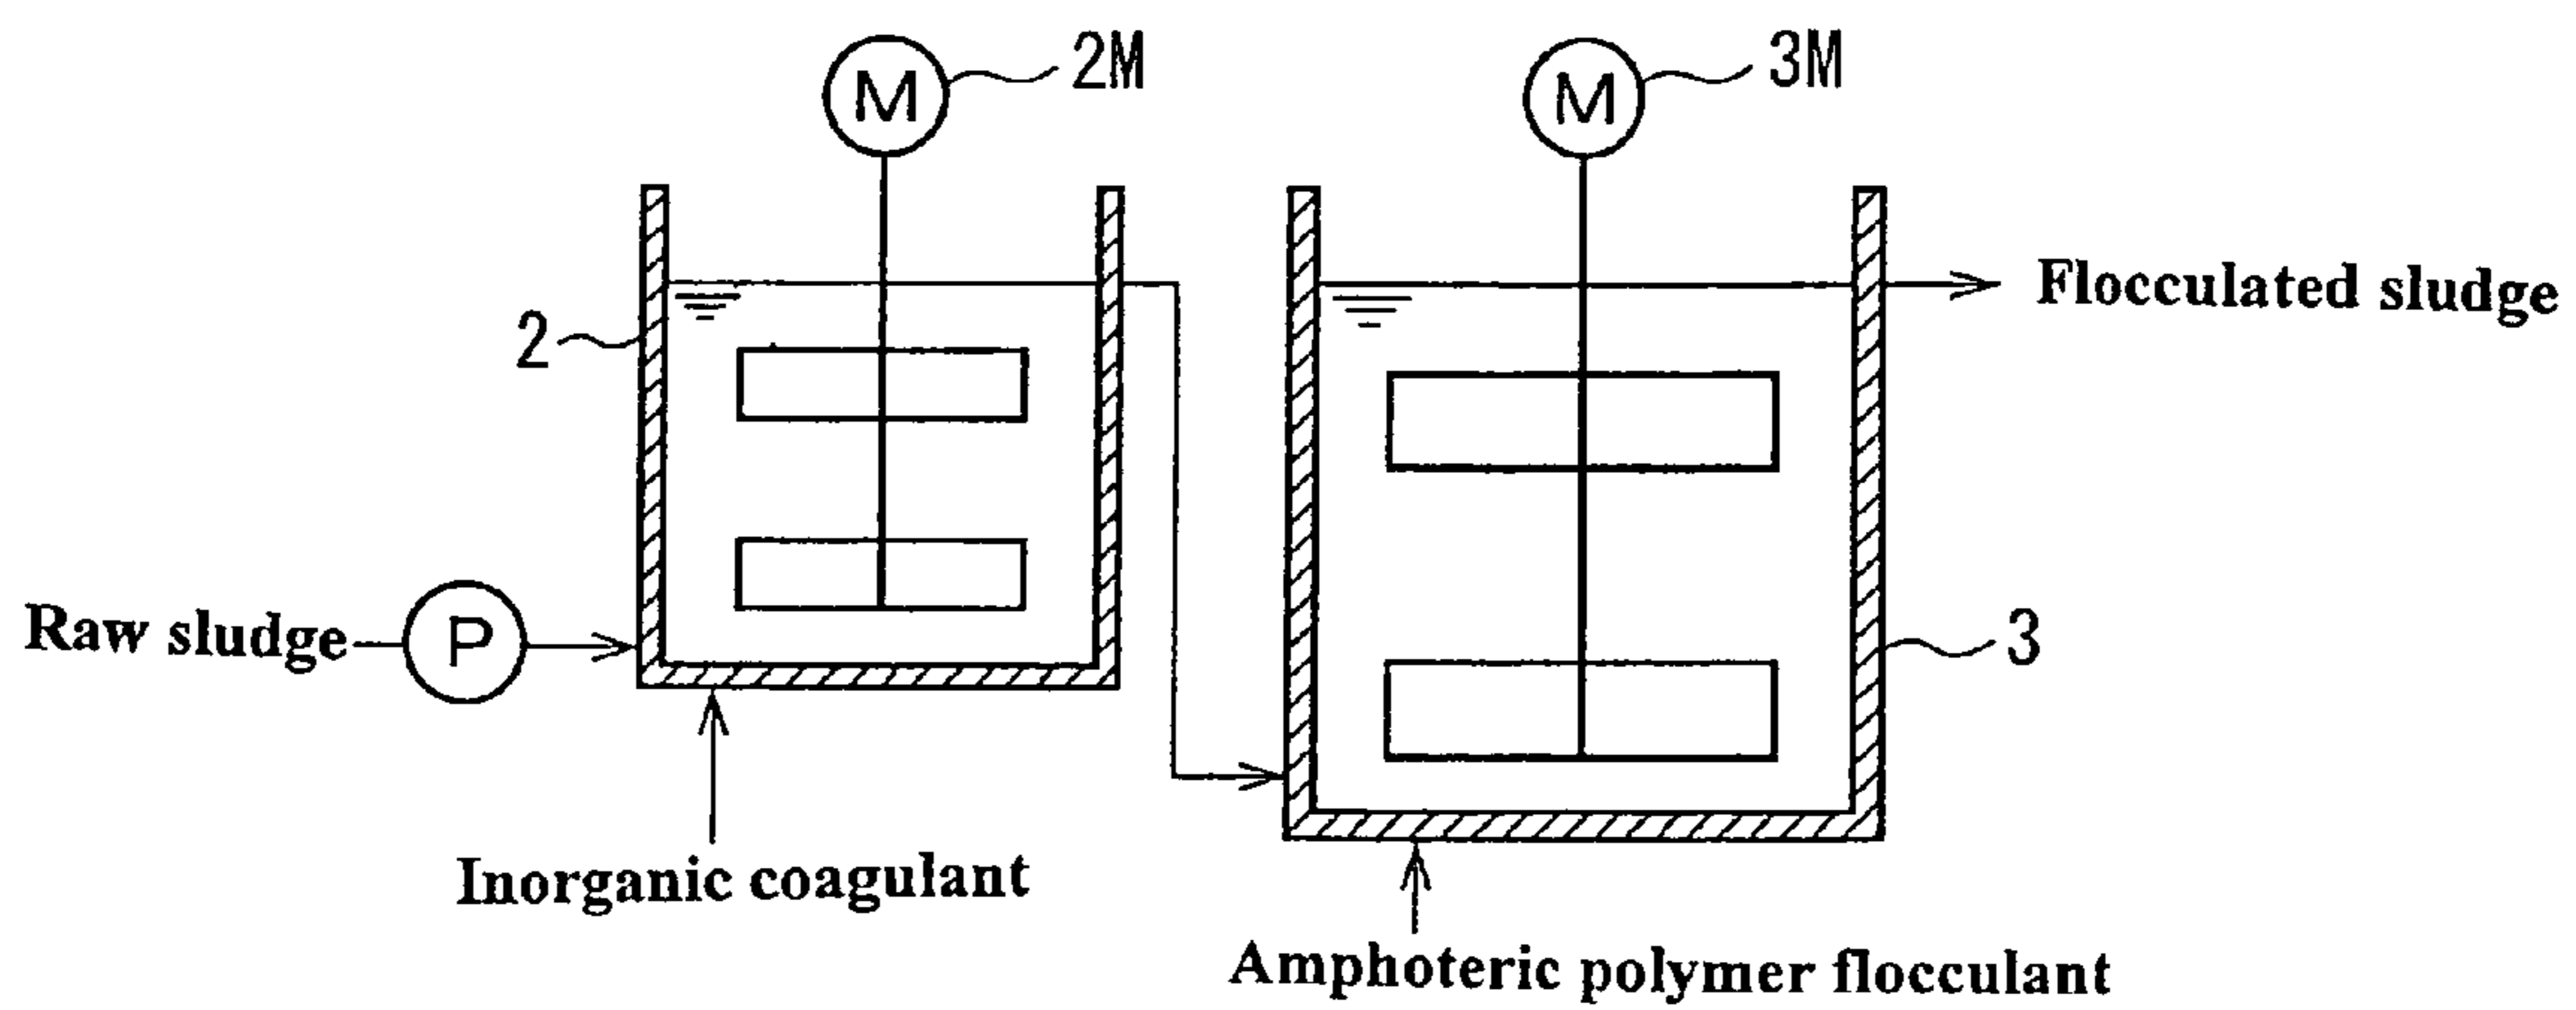 M 2M
M 3M
Flocculated sludge
2
Raw sludge P
3
Inorganic coagulant
Amphoteric polymer flocculant